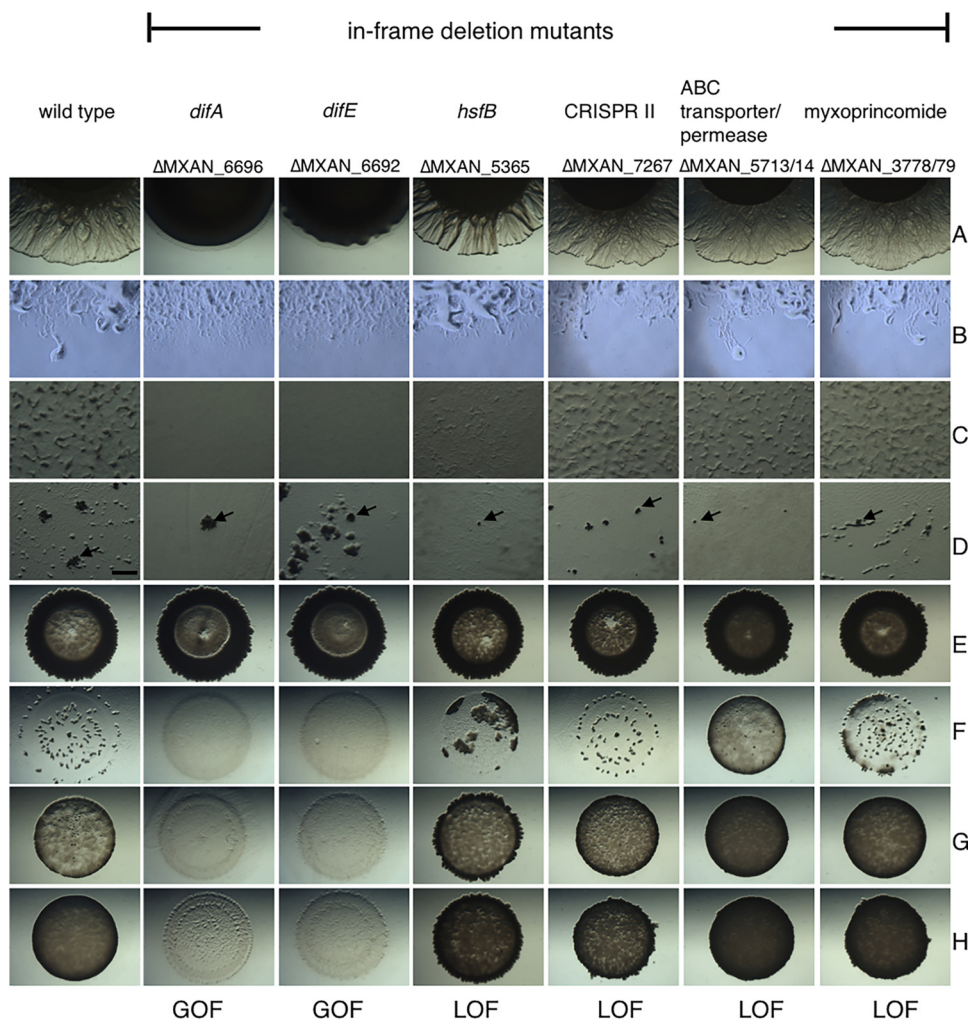 in-frame deletion mutants
wild type
difA
difE
hsfB
CRISPR II
ABC
transporter/
permease
myxoprincomide
ΔMXAN_6696
ΔMXAN_6692
ΔMXAN_5365
ΔMXAN_7267
ΔMXAN_5713/14
ΔMXAN_3778/79
A
B
C
D
E
F
G
H
GOF
GOF
LOF
LOF
LOF
LOF